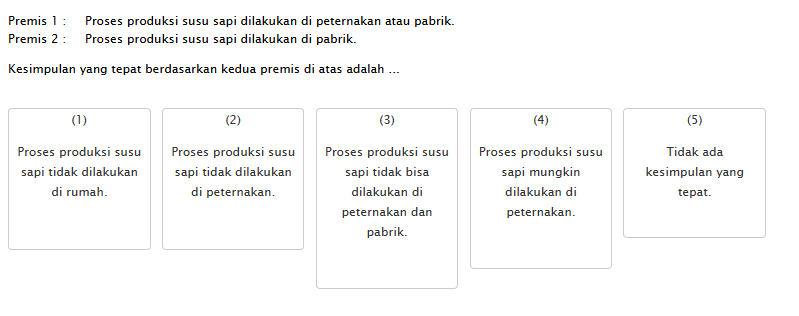 Premis 1 : Proses produksi susu sapi dilakukan di peternakan atau pabrik.
Premis 2 : Proses produksi susu sapi dilakukan di pabrik.
Kesimpulan yang tepat berdasarkan kedua premis di atas adalah ...
(1)
Proses produksi susu
sapi tidak dilakukan
di rumah.
(2)
Proses produksi susu
sapi tidak dilakukan
di peternakan.
(3)
Proses produksi susu
sapi tidak bisa
dilakukan di
peternakan dan
pabrik.
(4)
Proses produksi susu
sapi mungkin
dilakukan di
peternakan.
(5)
Tidak ada
kesimpulan yang
tepat.